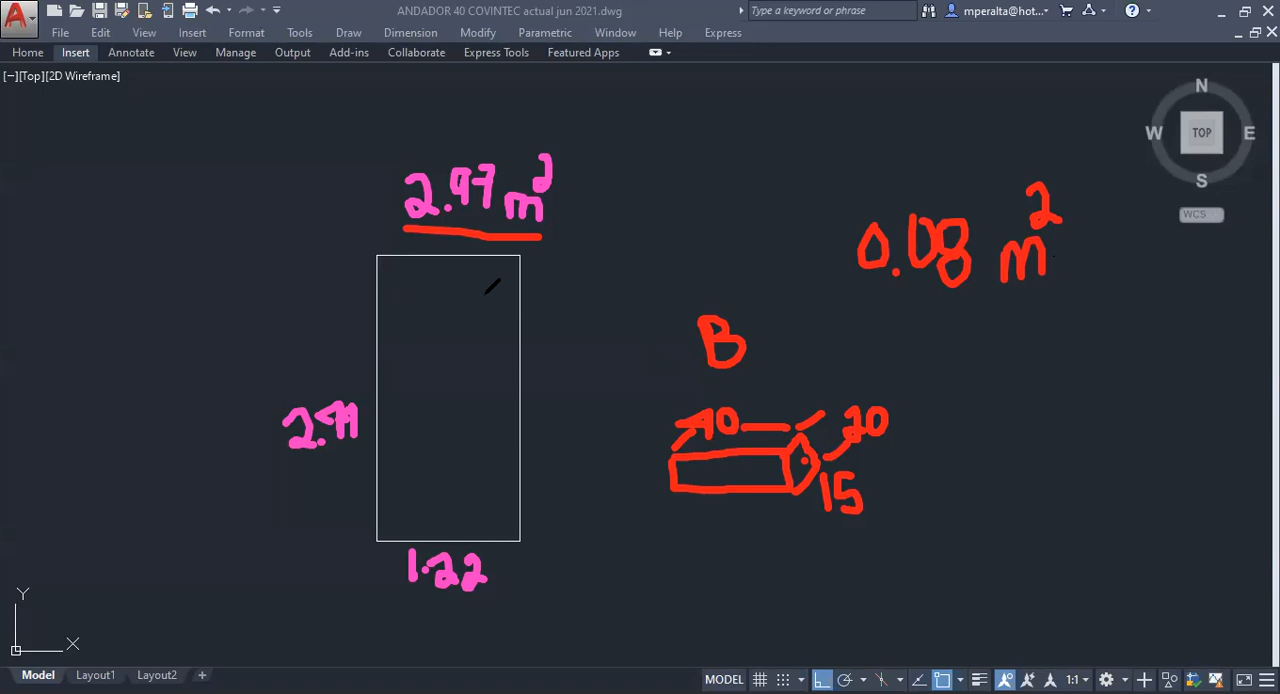 ANDADOR 40 COVINTEC actual jun 2021.dwg
Type a keyword or phrase
mperalta@hot...
File Edit View Insert Format Tools Draw Dimension Modify Parametric Window Help Express
Home Insert Annotate View Manage Output Add-ins Collaborate Express Tools Featured Apps
[−][Top][2D Wireframe]
N
W TOP E
S
WCS
2.97 m²
0.08 m²
B
40
20
15
1.22
Y
X
Model Layout1 Layout2 +
MODEL
1:1